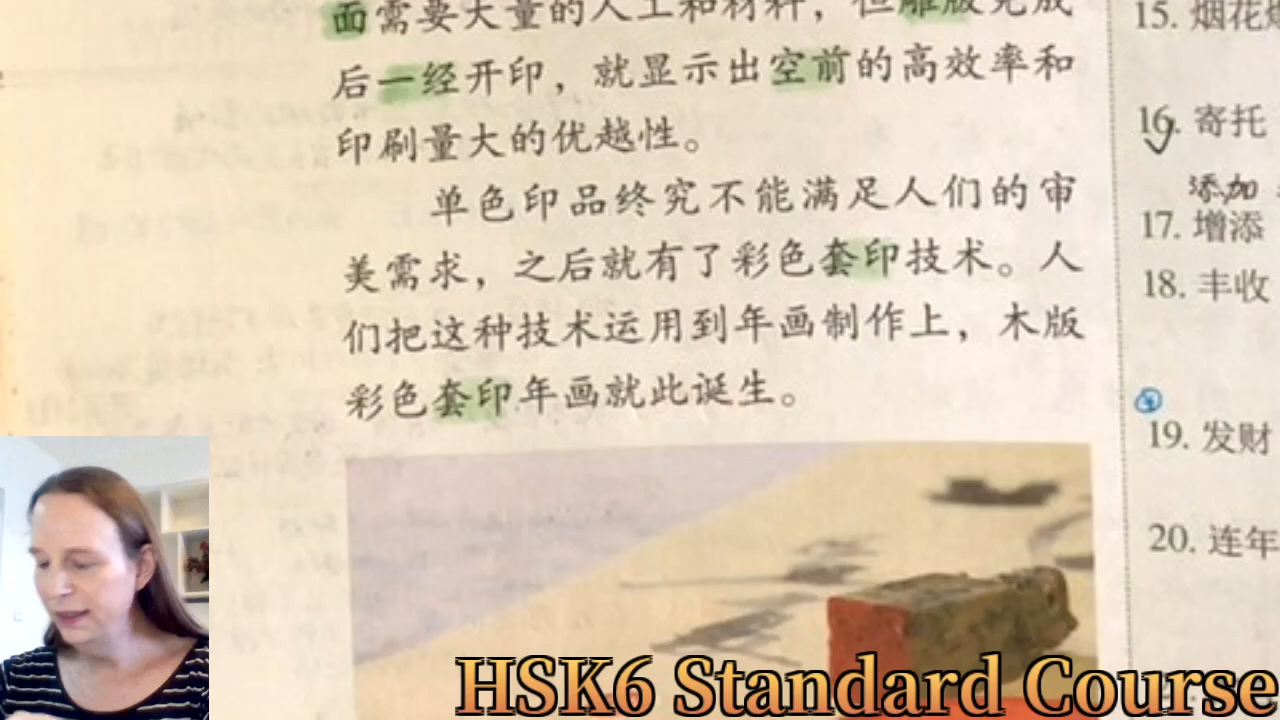 面需要大量的人工和材料，但雕版完成
后一经开印，就显示出空前的高效率和
印刷量大的优越性。
单色印品终究不能满足人们的审
美需求，之后就有了彩色套印技术。人
们把这种技术运用到年画制作上，木版
彩色套印年画就此诞生。
15. 烟花
16. 寄托
添加
17. 增添
18. 丰收
19. 发财
20. 连年
HSK6 Standard Course